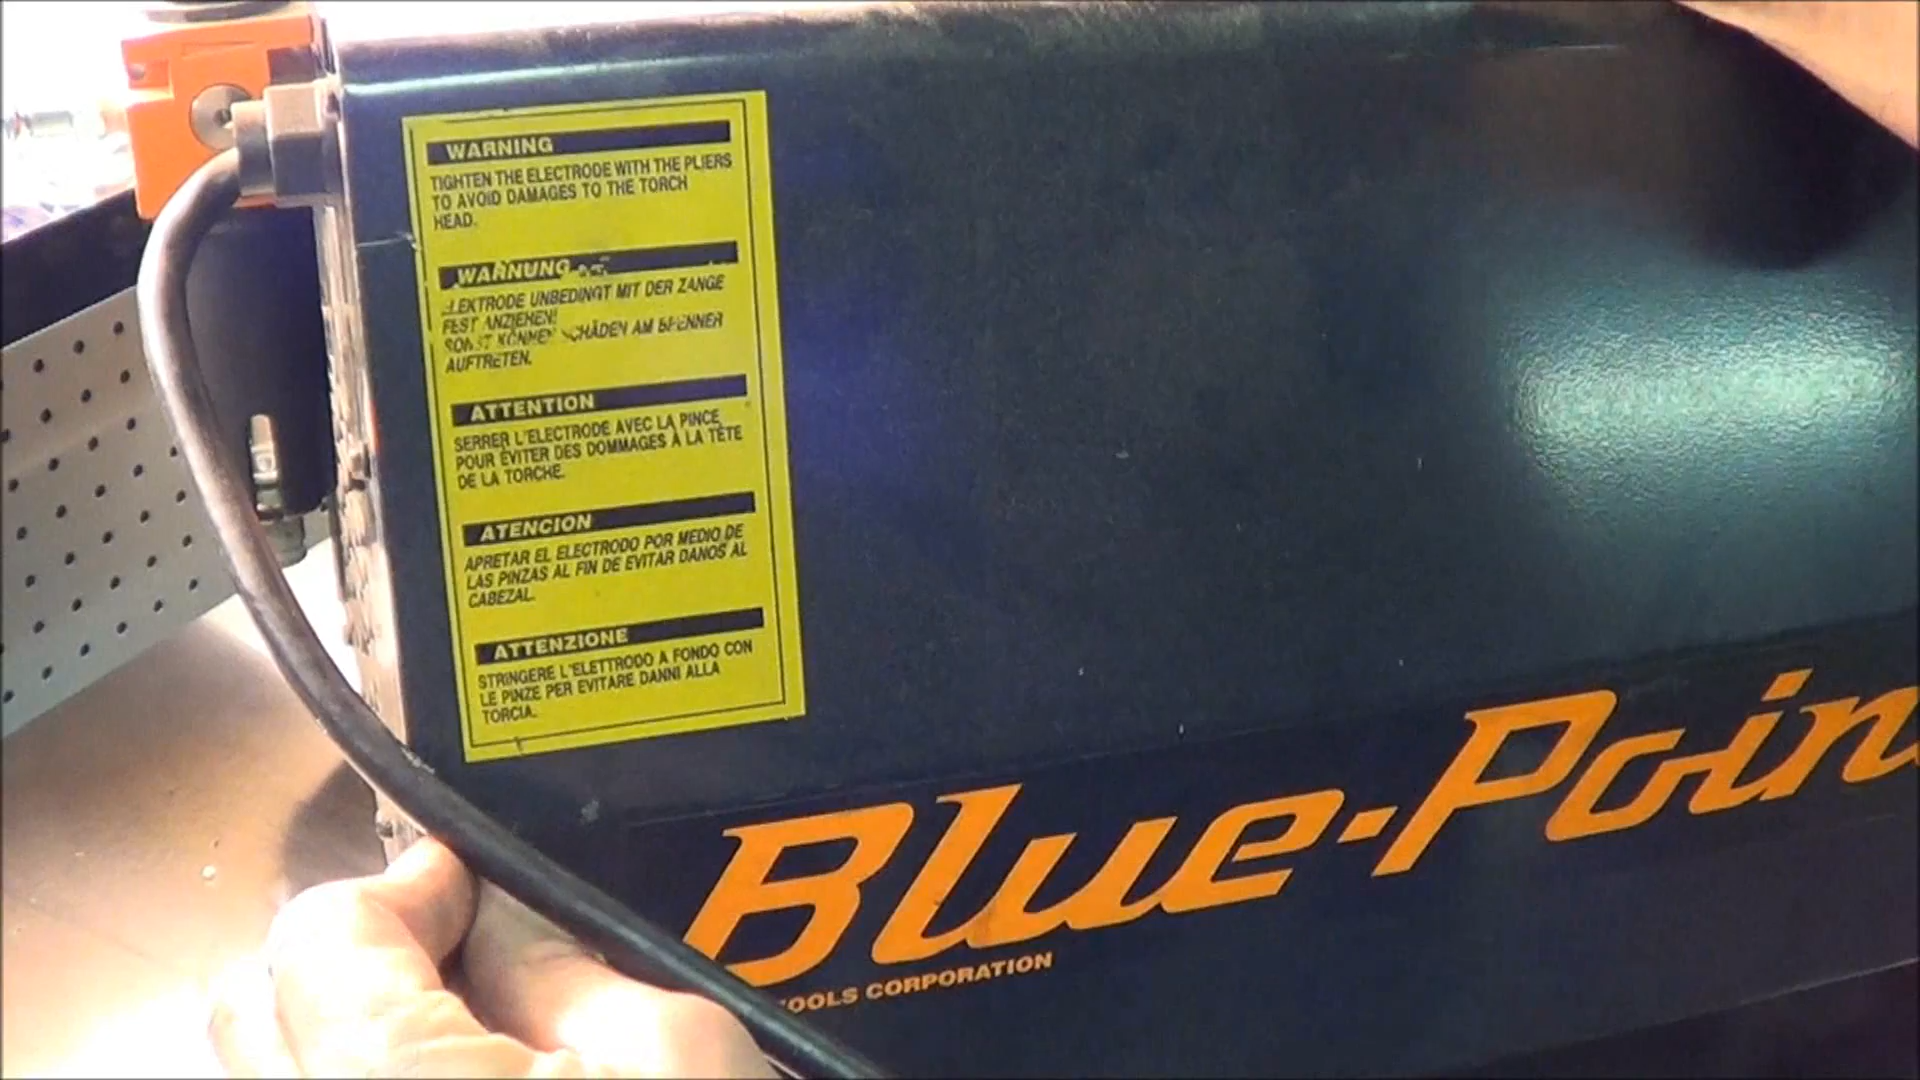 WARNING
TIGHTEN THE ELECTRODE WITH THE PLIERS
TO AVOID DAMAGES TO THE TORCH
HEAD.
WARNUNG
UNBEDINGT MIT DER ZANGE
FEST ANZIEHEN!
SONST KÖNNEN SCHÄDEN AM BRENNER
AUFTRETEN.
ATTENTION
SERRER L'ELECTRODE AVEC LA PINCE
POUR ÉVITER DES DOMMAGES À LA TÊTE
DE LA TORCHE.
ATENCION
APRETAR EL ELECTRODO POR MEDIO DE
LAS PINZAS AL FIN DE EVITAR DANOS AL
CABEZAL.
ATTENZIONE
STRINGERE L'ELETTRODO A FONDO CON
LE PINZE PER EVITARE DANNI ALLA
TORCIA.
Blue-Poin
TOOLS CORPORATION